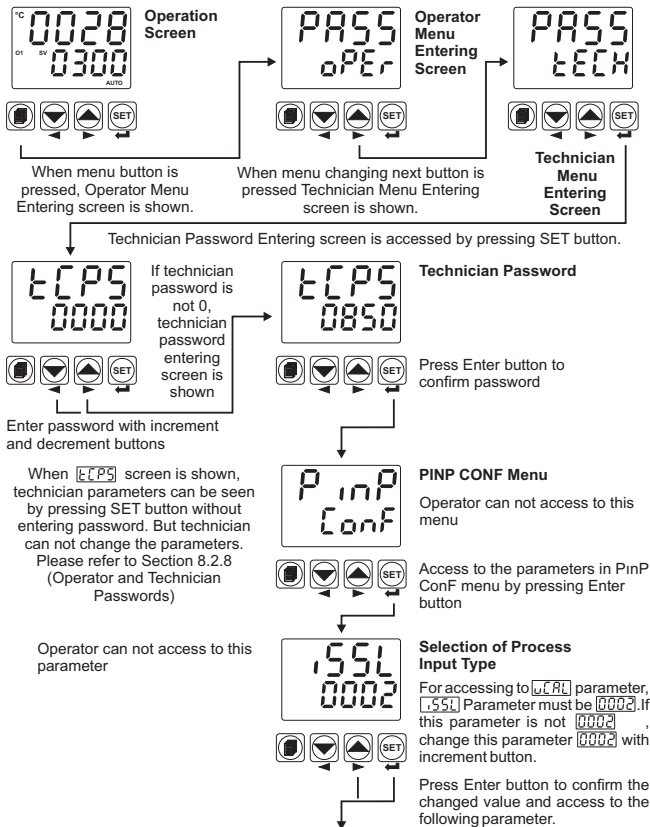 °C
0028
O1 SV
0300
AUTO
Operation
Screen
PASS
oPEr
Operator
Menu
Entering
Screen
PASS
tECH
SET
SET
SET
When menu button is
pressed, Operator Menu
Entering screen is shown.
When menu changing next button is
pressed Technician Menu Entering
screen is shown.
Technician
Menu
Entering
Screen
Technician Password Entering screen is accessed by pressing SET button.
tCPS
0000
If technician
password is
not 0,
technician
password
entering
screen is
shown
tCPS
0850
Technician Password
SET
SET
Press Enter button to
confirm password
Enter password with increment
and decrement buttons
When tCPS screen is shown,
technician parameters can be seen
by pressing SET button without
entering password. But technician
can not change the parameters.
Please refer to Section 8.2.8
(Operator and Technician
Passwords)
PınP
ConF
PINP CONF Menu
Operator can not access to this
menu
SET
Access to the parameters in PınP
ConF menu by pressing Enter
button
Operator can not access to this
parameter
ıSSL
0002
Selection of Process
Input Type
For accessing to uCAL parameter,
ıSSL Parameter must be 0002.If
this parameter is not 0002 ,
change this parameter 0002 with
increment button.
SET
Press Enter button to confirm the
changed value and access to the
following parameter.